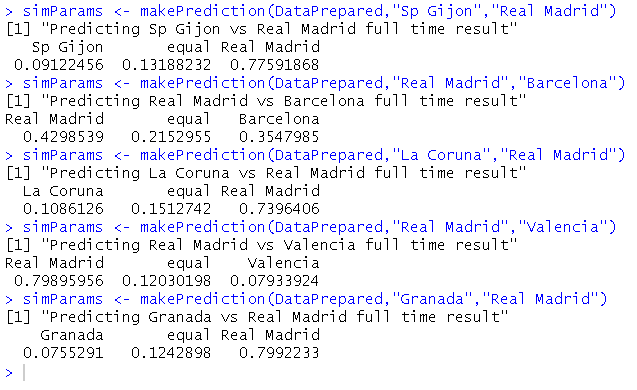 > simParams <- makePrediction(DataPrepared,"Sp Gijon","Real Madrid")
[1] "Predicting Sp Gijon vs Real Madrid full time result"
Sp Gijon equal Real Madrid
0.09122456 0.13188232 0.77591868
> simParams <- makePrediction(DataPrepared,"Real Madrid","Barcelona")
[1] "Predicting Real Madrid vs Barcelona full time result"
Real Madrid equal Barcelona
0.4298539 0.2152955 0.3547985
> simParams <- makePrediction(DataPrepared,"La Coruna","Real Madrid")
[1] "Predicting La Coruna vs Real Madrid full time result"
La Coruna equal Real Madrid
0.1086126 0.1512742 0.7396406
> simParams <- makePrediction(DataPrepared,"Real Madrid","Valencia")
[1] "Predicting Real Madrid vs Valencia full time result"
Real Madrid equal Valencia
0.79895956 0.12030198 0.07933924
> simParams <- makePrediction(DataPrepared,"Granada","Real Madrid")
[1] "Predicting Granada vs Real Madrid full time result"
Granada equal Real Madrid
0.0755291 0.1242898 0.7992233
>